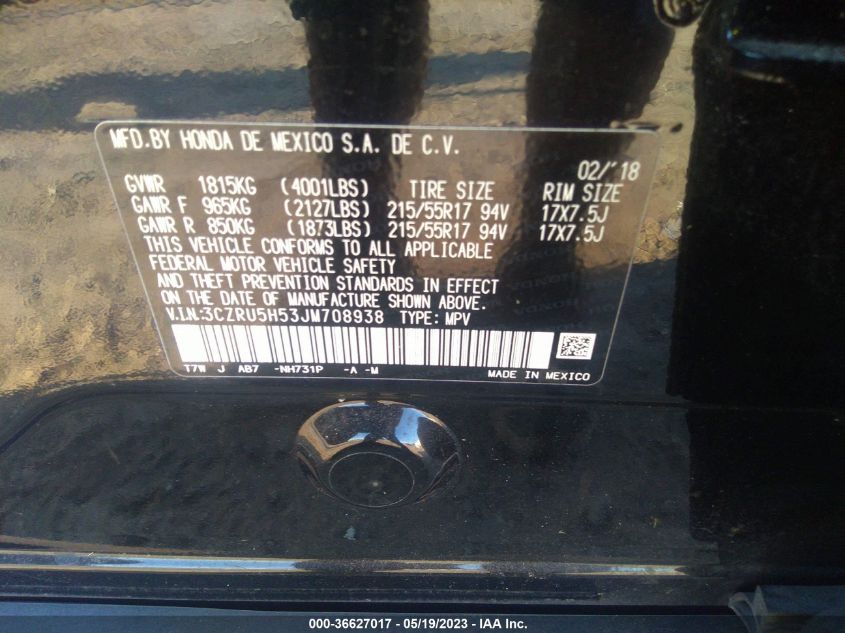 MFD.BY HONDA DE MEXICO S.A. DE C.V.
02/'18
GVWR 1815KG (4001LBS) TIRE SIZE RIM SIZE
GAWR F 965KG (2127LBS) 215/55R17 94V 17X7.5J
GAWR R 850KG (1873LBS) 215/55R17 94V 17X7.5J
THIS VEHICLE CONFORMS TO ALL APPLICABLE
FEDERAL MOTOR VEHICLE SAFETY
AND THEFT PREVENTION STANDARDS IN EFFECT
ON THE DATE OF MANUFACTURE SHOWN ABOVE.
V.I.N:3CZRU5H53JM708938 TYPE: MPV
T7W J AB7 -NH731P -A -M
MADE IN MEXICO
000-36627017 - 05/19/2023 - IAA Inc.